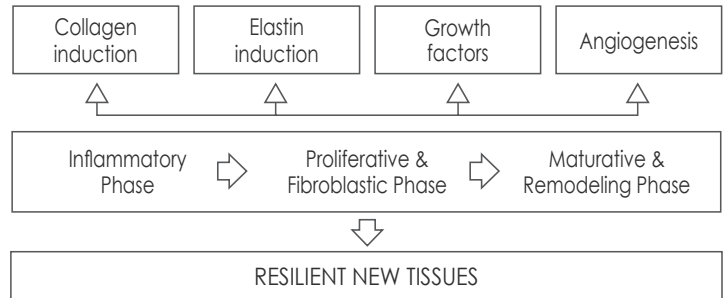 Collagen
induction
Elastin
induction
Growth
factors
Angiogenesis
Inflammatory
Phase
Proliferative &
Fibroblastic Phase
Maturative &
Remodeling Phase
RESILIENT NEW TISSUES